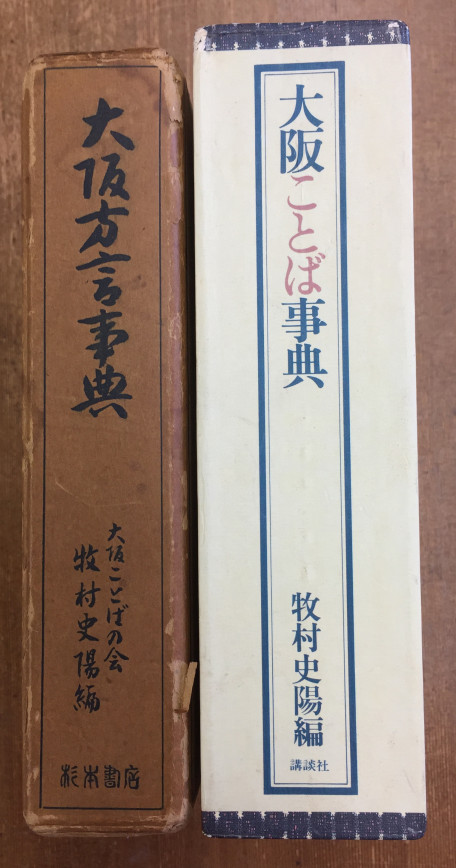 大阪方言事典
大阪ことばの会
牧村史陽編
杉本書店
大阪ことば事典
牧村史陽編
講談社